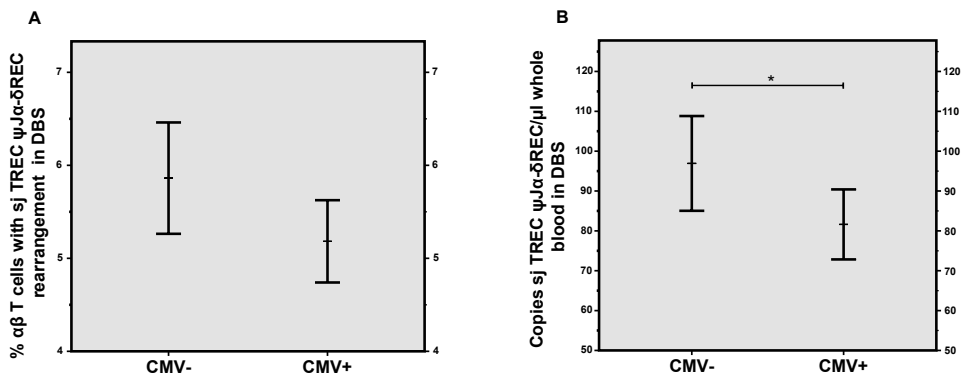 A
% αβ T cells with sj TREC ψJα-δREC
rearrangement in DBS
7
6
5
4
7
6
5
4
CMV-
CMV+
B
Copies sj TREC ψJα-δREC/μl whole
blood in DBS
120
110
100
90
80
70
60
50
*
120
110
100
90
80
70
60
50
CMV-
CMV+